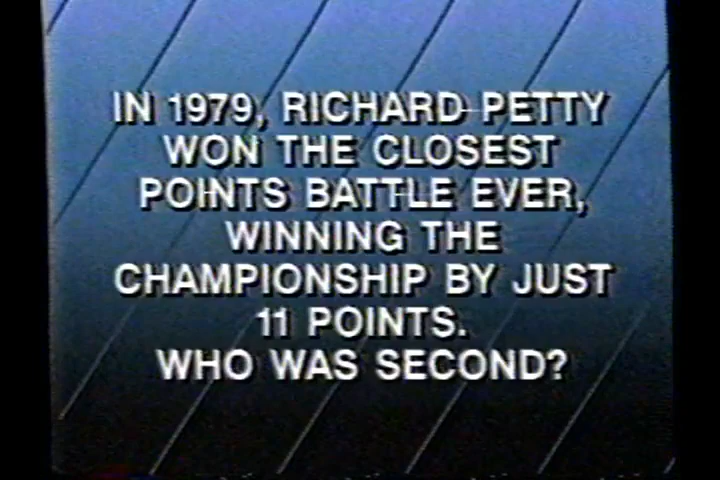 IN 1979, RICHARD PETTY
WON THE CLOSEST
POINTS BATTLE EVER,
WINNING THE
CHAMPIONSHIP BY JUST
11 POINTS.
WHO WAS SECOND?